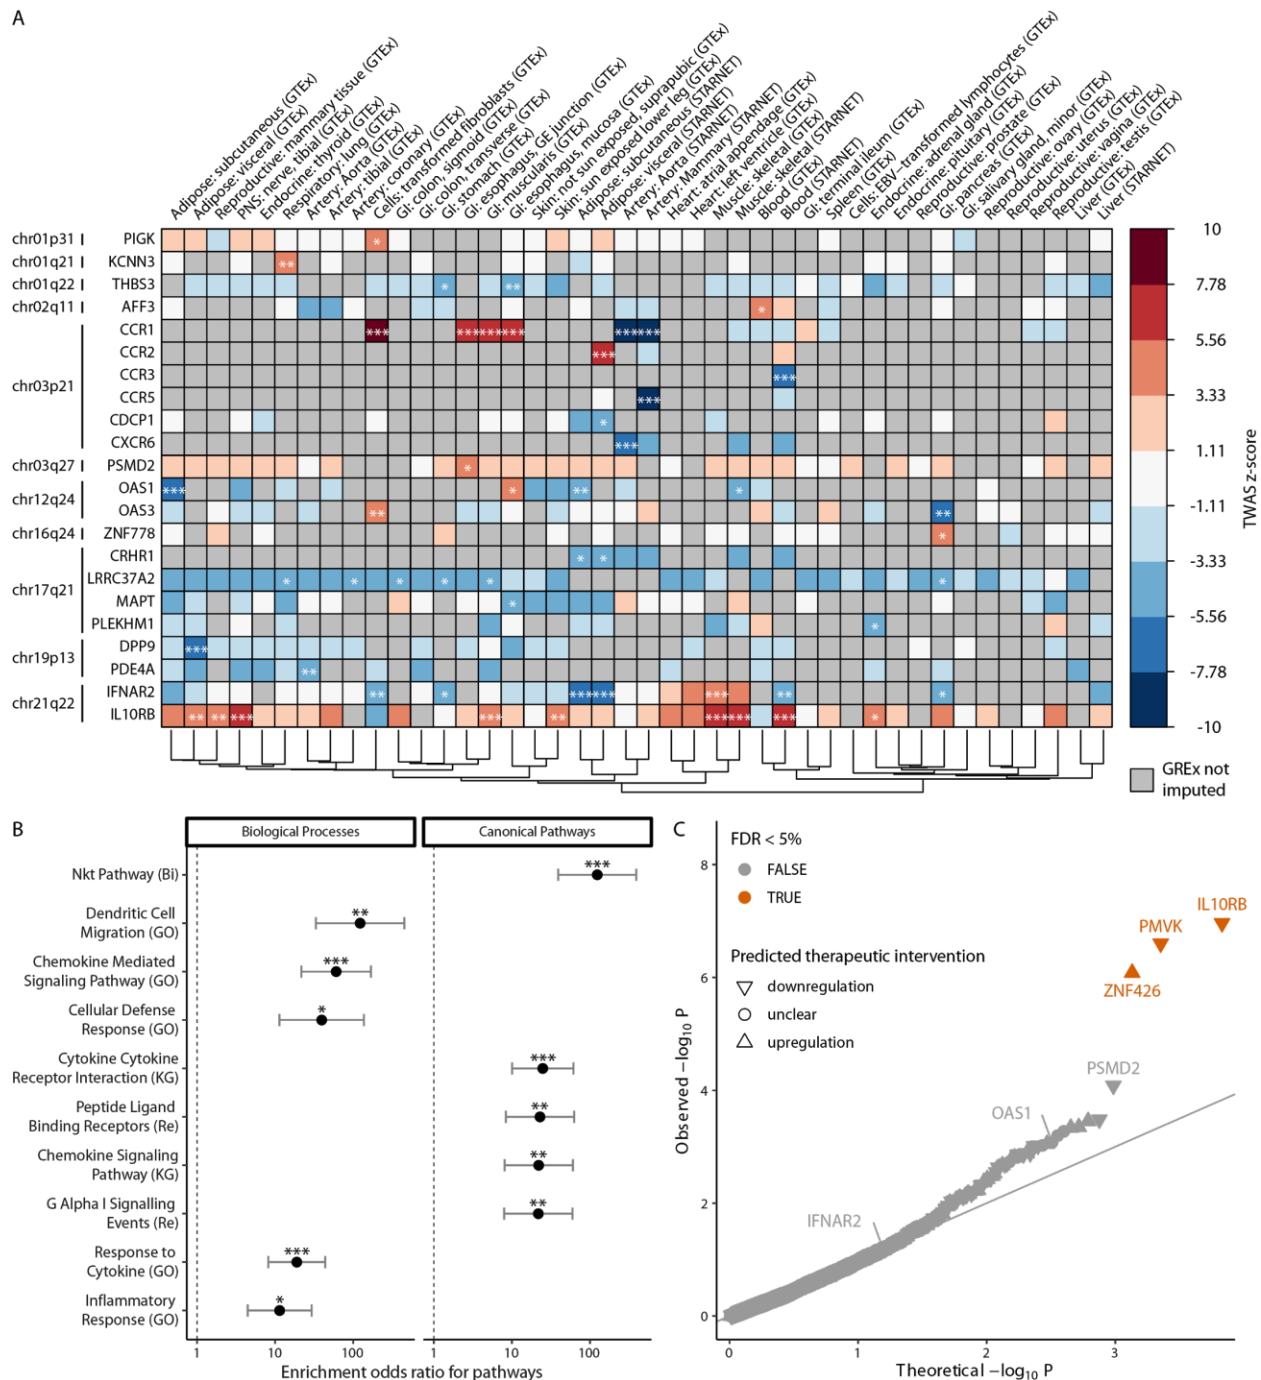 A
Adipose: subcutaneous (GTEx)
Adipose: visceral (GTEx)
Reproductive: mammary tissue (GTEx)
PNS: nerve, tibial (GTEx)
Endocrine: thyroid (GTEx)
Respiratory: lung (GTEx)
Artery: Aorta (GTEx)
Artery: tibial (GTEx)
Artery: coronary (GTEx)
Cells: transformed fibroblasts (GTEx)
GI: colon, sigmoid (GTEx)
GI: colon, transverse (GTEx)
GI: stomach (GTEx)
GI: esophagus, GE junction (GTEx)
GI: muscularis (GTEx)
GI: esophagus, mucosa (GTEx)
Skin: not sun exposed, suprapubic (GTEx)
Skin: sun exposed lower leg (GTEx)
Adipose: subcutaneous (STARNET)
Adipose: visceral (STARNET)
Artery: Aorta (STARNET)
Artery: Mammary (STARNET)
Heart: atrial appendage (GTEx)
Heart: left ventricle (GTEx)
Muscle: skeletal (GTEx)
Muscle: skeletal (STARNET)
Blood (GTEx)
Blood (STARNET)
GI: terminal ileum (GTEx)
Spleen (GTEx)
Cells: EBV−transformed lymphocytes (GTEx)
Endocrine: adrenal gland (GTEx)
Endocrine: pituitary (GTEx)
Reproductive: prostate (GTEx)
GI: pancreas (GTEx)
GI: salivary gland, minor (GTEx)
Reproductive: ovary (GTEx)
Reproductive: uterus (GTEx)
Reproductive: vagina (GTEx)
Reproductive: testis (GTEx)
Liver (GTEx)
Liver (STARNET)
chr01p31 PIGK *
chr01q21 KCNN3 **
chr01q22 THBS3 * **
chr02q11 AFF3 *
chr03p21
CCR1 *** *** *** *** *** ***
CCR2 ***
CCR3 ***
CCR5 ***
CDCP1 *
CXCR6 ***
chr03q27 PSMD2 *
chr12q24
OAS1 *** * ** *
OAS3 ** **
chr16q24 ZNF778 *
chr17q21
CRHR1 * *
LRRC37A2 * * * * * *
MAPT *
PLEKHM1 *
chr19p13
DPP9 ***
PDE4A **
chr21q22
IFNAR2 ** * *** *** *** ** *
IL10RB ** ** *** *** ** *** *** *** *
10
7.78
5.56
3.33
1.11
-1.11
-3.33
-5.56
-7.78
-10
TWAS z-score
GREx not
imputed
B
Biological Processes
Canonical Pathways
Nkt Pathway (Bi)
***
Dendritic Cell
Migration (GO)
**
Chemokine Mediated
Signaling Pathway (GO)
***
Cellular Defense
Response (GO)
*
Cytokine Cytokine
Receptor Interaction (KG)
***
Peptide Ligand
Binding Receptors (Re)
**
Chemokine Signaling
Pathway (KG)
**
G Alpha I Signalling
Events (Re)
**
Response to
Cytokine (GO)
***
Inflammatory
Response (GO)
*
1 10 100
1 10 100
Enrichment odds ratio for pathways
C
FDR < 5%
FALSE
TRUE
Predicted therapeutic intervention
downregulation
unclear
upregulation
IL10RB
PMVK
ZNF426
PSMD2
OAS1
IFNAR2
8
6
4
2
0
Observed −log10 P
0 1 2 3
Theoretical −log10 P